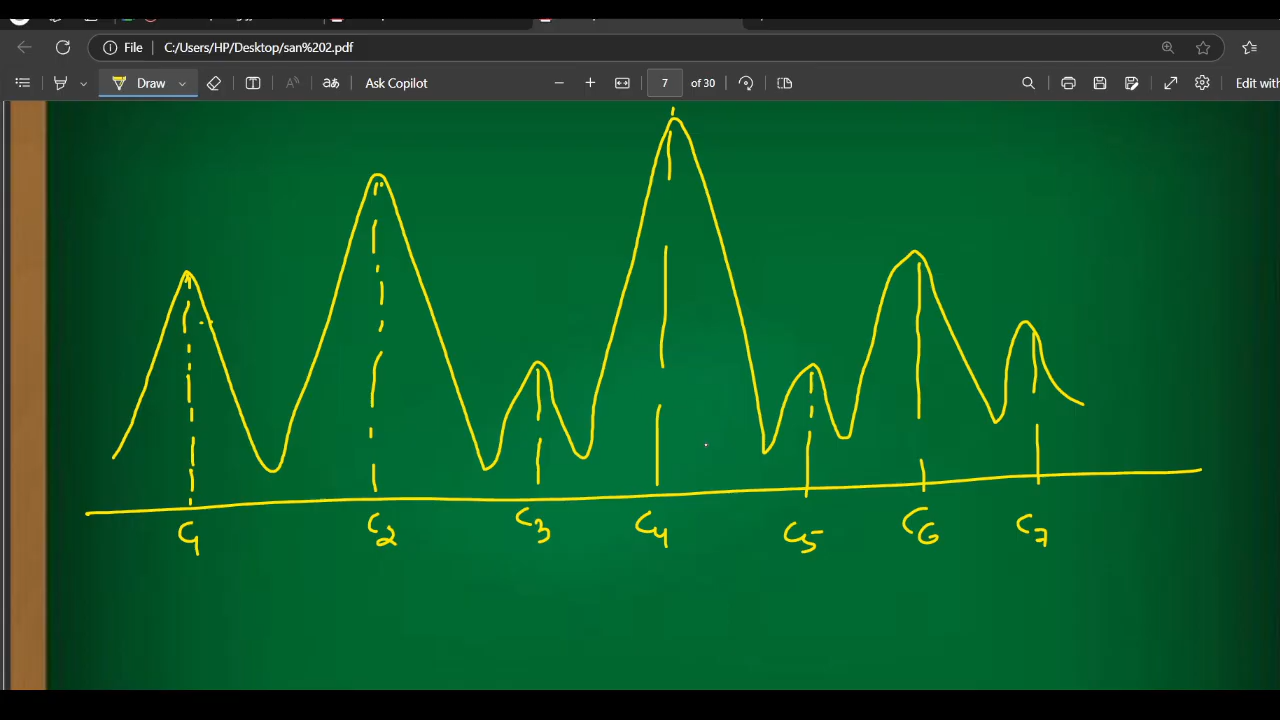 File C:/Users/HP/Desktop/san%202.pdf
Draw Ask Copilot 7 of 30 Edit with
C1 C2 C3 C4 C5 C6 C7